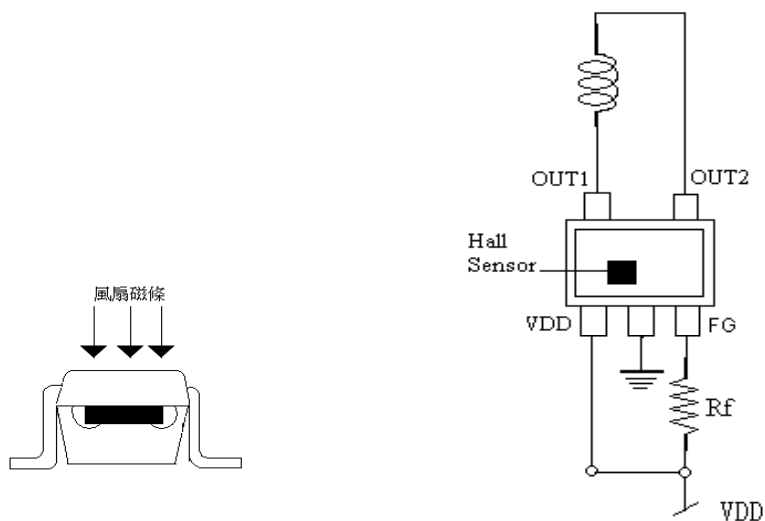 OUT1
OUT2
Hall
Sensor
VDD
FG
Rf
VDD
風扇磁條